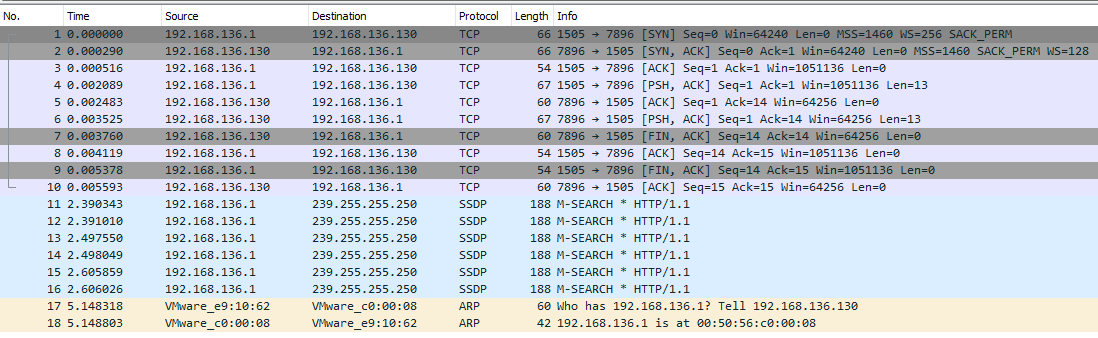 No. Time Source Destination Protocol Length Info
1 0.000000 192.168.136.1 192.168.136.130 TCP 66 1505 → 7896 [SYN] Seq=0 Win=64240 Len=0 MSS=1460 WS=256 SACK_PERM
2 0.000290 192.168.136.130 192.168.136.1 TCP 66 7896 → 1505 [SYN, ACK] Seq=0 Ack=1 Win=64240 Len=0 MSS=1460 SACK_PERM WS=128
3 0.000516 192.168.136.1 192.168.136.130 TCP 54 1505 → 7896 [ACK] Seq=1 Ack=1 Win=1051136 Len=0
4 0.002089 192.168.136.1 192.168.136.130 TCP 67 1505 → 7896 [PSH, ACK] Seq=1 Ack=1 Win=1051136 Len=13
5 0.002483 192.168.136.130 192.168.136.1 TCP 60 7896 → 1505 [ACK] Seq=1 Ack=14 Win=64256 Len=0
6 0.003525 192.168.136.130 192.168.136.1 TCP 67 7896 → 1505 [PSH, ACK] Seq=1 Ack=14 Win=64256 Len=13
7 0.003760 192.168.136.130 192.168.136.1 TCP 60 7896 → 1505 [FIN, ACK] Seq=14 Ack=14 Win=64256 Len=0
8 0.004119 192.168.136.1 192.168.136.130 TCP 54 1505 → 7896 [ACK] Seq=14 Ack=15 Win=1051136 Len=0
9 0.005378 192.168.136.1 192.168.136.130 TCP 54 1505 → 7896 [FIN, ACK] Seq=14 Ack=15 Win=1051136 Len=0
10 0.005593 192.168.136.130 192.168.136.1 TCP 60 7896 → 1505 [ACK] Seq=15 Ack=15 Win=64256 Len=0
11 2.390343 192.168.136.1 239.255.255.250 SSDP 188 M-SEARCH * HTTP/1.1
12 2.391010 192.168.136.1 239.255.255.250 SSDP 188 M-SEARCH * HTTP/1.1
13 2.497550 192.168.136.1 239.255.255.250 SSDP 188 M-SEARCH * HTTP/1.1
14 2.498049 192.168.136.1 239.255.255.250 SSDP 188 M-SEARCH * HTTP/1.1
15 2.605859 192.168.136.1 239.255.255.250 SSDP 188 M-SEARCH * HTTP/1.1
16 2.606026 192.168.136.1 239.255.255.250 SSDP 188 M-SEARCH * HTTP/1.1
17 5.148318 VMware_e9:10:62 VMware_c0:00:08 ARP 60 Who has 192.168.136.1? Tell 192.168.136.130
18 5.148803 VMware_c0:00:08 VMware_e9:10:62 ARP 42 192.168.136.1 is at 00:50:56:c0:00:08